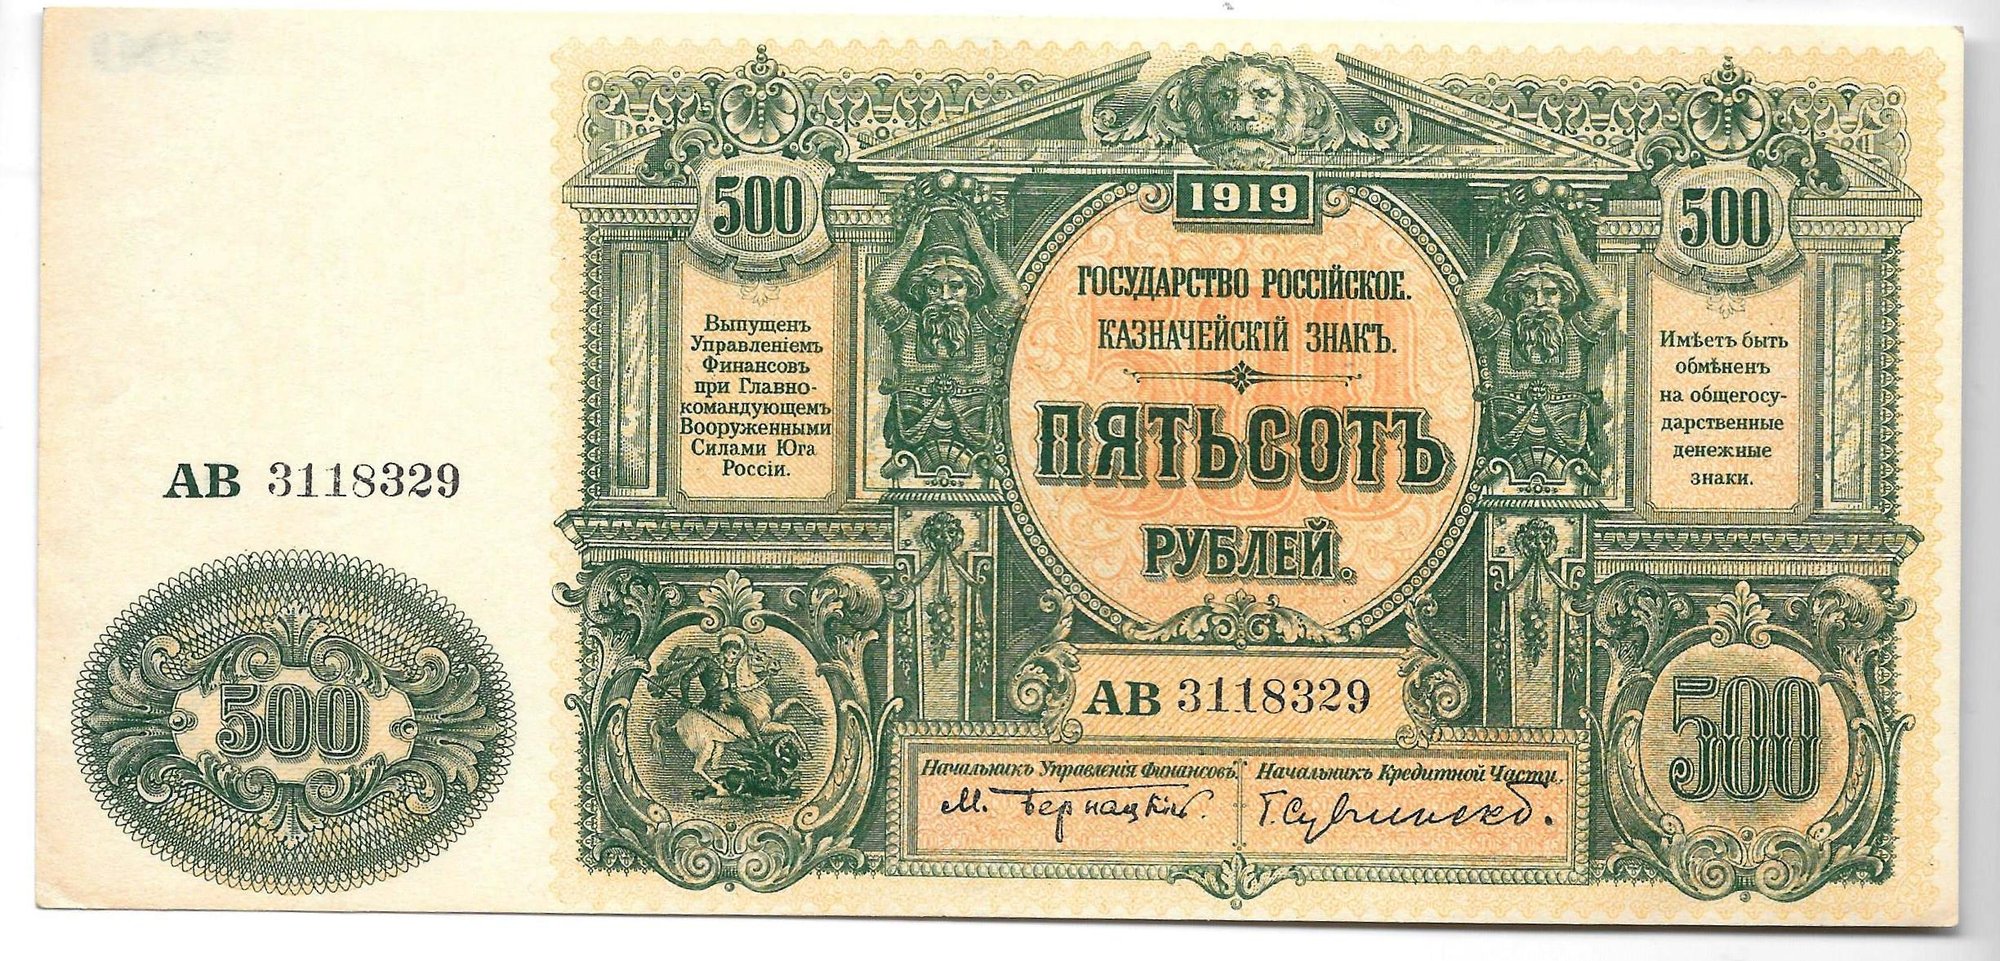 500
500
1919
ГОСУДАРСТВО РОССІЙСКОЕ.
КАЗНАЧЕЙСКІЙ ЗНАКЪ.
ПЯТЬСОТЪ
РУБЛЕЙ.
Выпущенъ
Управленіемъ
Финансовъ
при Главно-
командующемъ
Вооруженными
Силами Юга
Россіи.
Имѣетъ быть
обмѣненъ
на общегосу-
дарственные
денежные
знаки.
АВ 3118329
500
АВ 3118329
500
Начальникъ Управленія Финансовъ.
М. Бернацкій.
Начальникъ Кредитной Части.